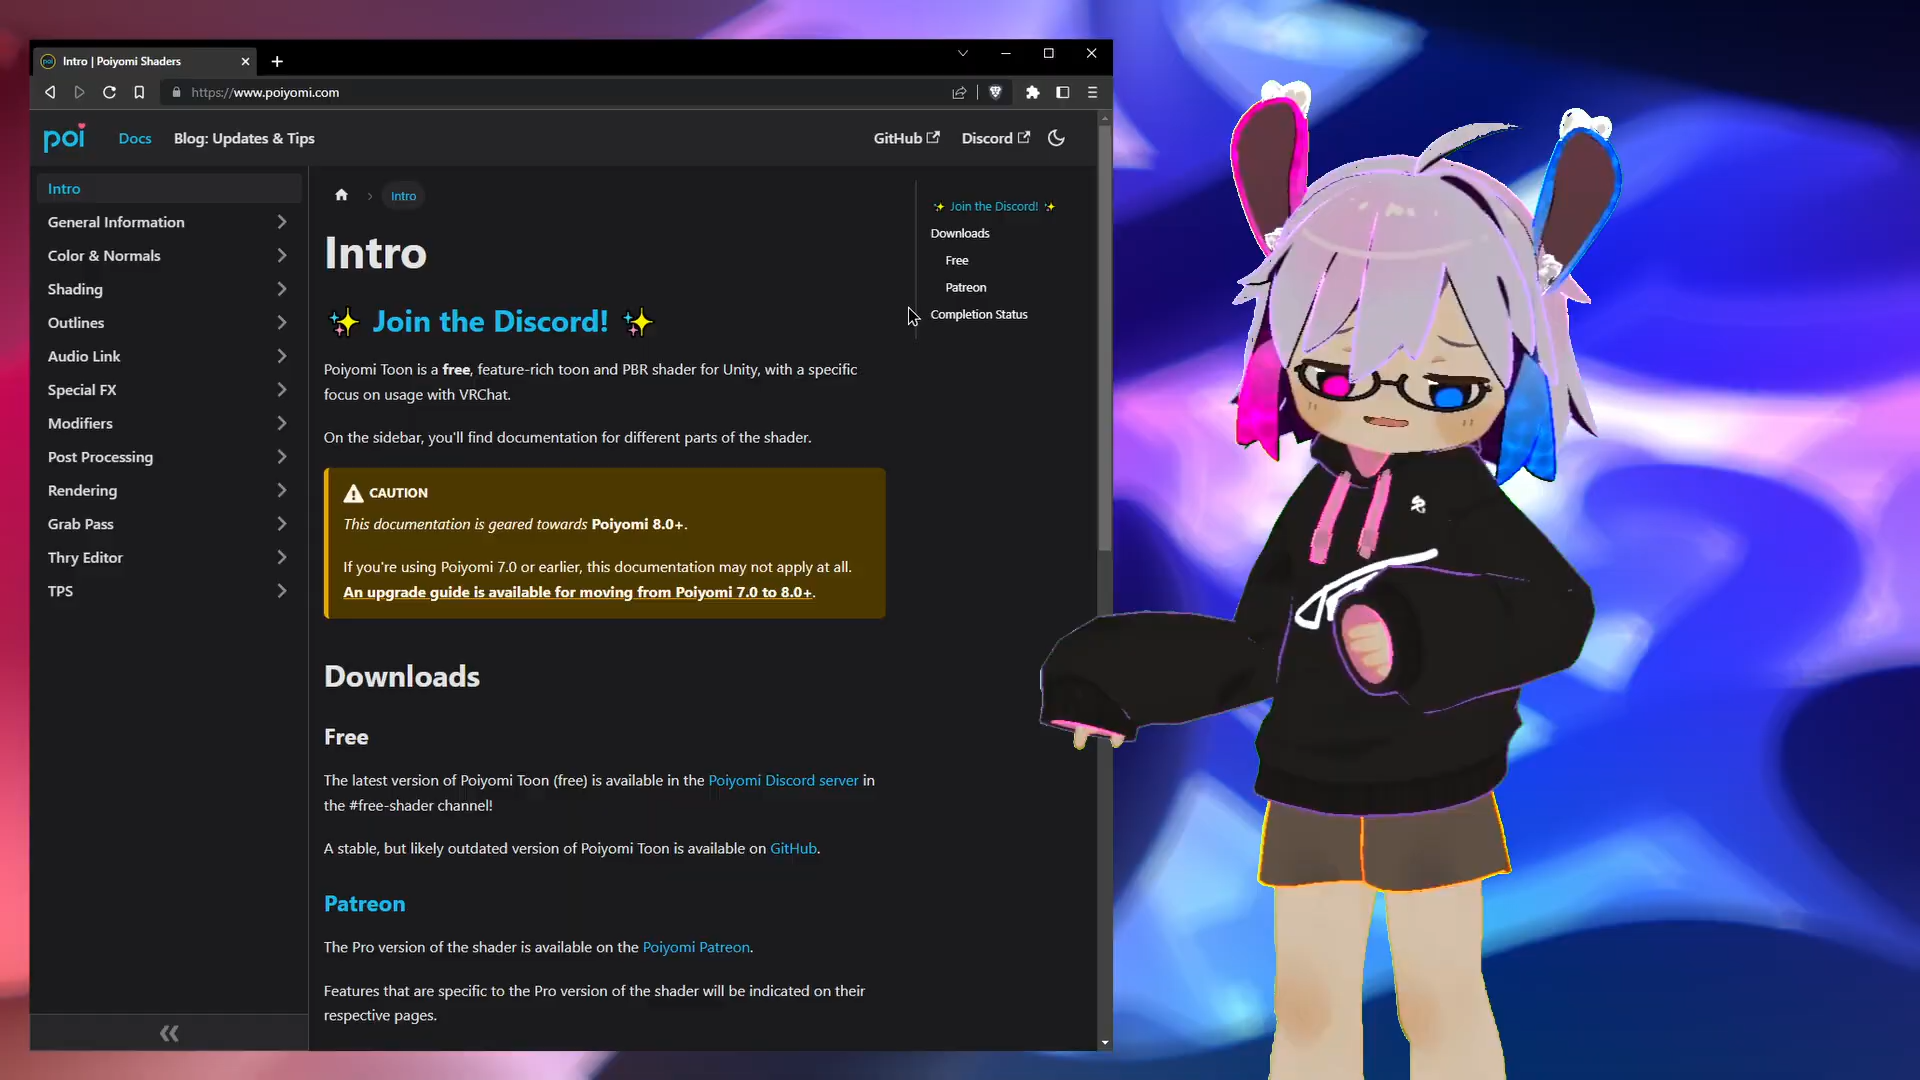 Intro | Poiyomi Shaders
https://www.poiyomi.com
poi
Docs
Blog: Updates & Tips
GitHub
Discord
Intro
General Information
Color & Normals
Shading
Outlines
Audio Link
Special FX
Modifiers
Post Processing
Rendering
Grab Pass
Thry Editor
TPS
Intro
Intro
✨ Join the Discord! ✨
Poiyomi Toon is a free, feature-rich toon and PBR shader for Unity, with a specific
focus on usage with VRChat.
On the sidebar, you'll find documentation for different parts of the shader.
CAUTION
This documentation is geared towards Poiyomi 8.0+.
If you're using Poiyomi 7.0 or earlier, this documentation may not apply at all.
An upgrade guide is available for moving from Poiyomi 7.0 to 8.0+.
Downloads
Free
The latest version of Poiyomi Toon (free) is available in the Poiyomi Discord server in
the #free-shader channel!
A stable, but likely outdated version of Poiyomi Toon is available on GitHub.
Patreon
The Pro version of the shader is available on the Poiyomi Patreon.
Features that are specific to the Pro version of the shader will be indicated on their
respective pages.
✨ Join the Discord! ✨
Downloads
Free
Patreon
Completion Status